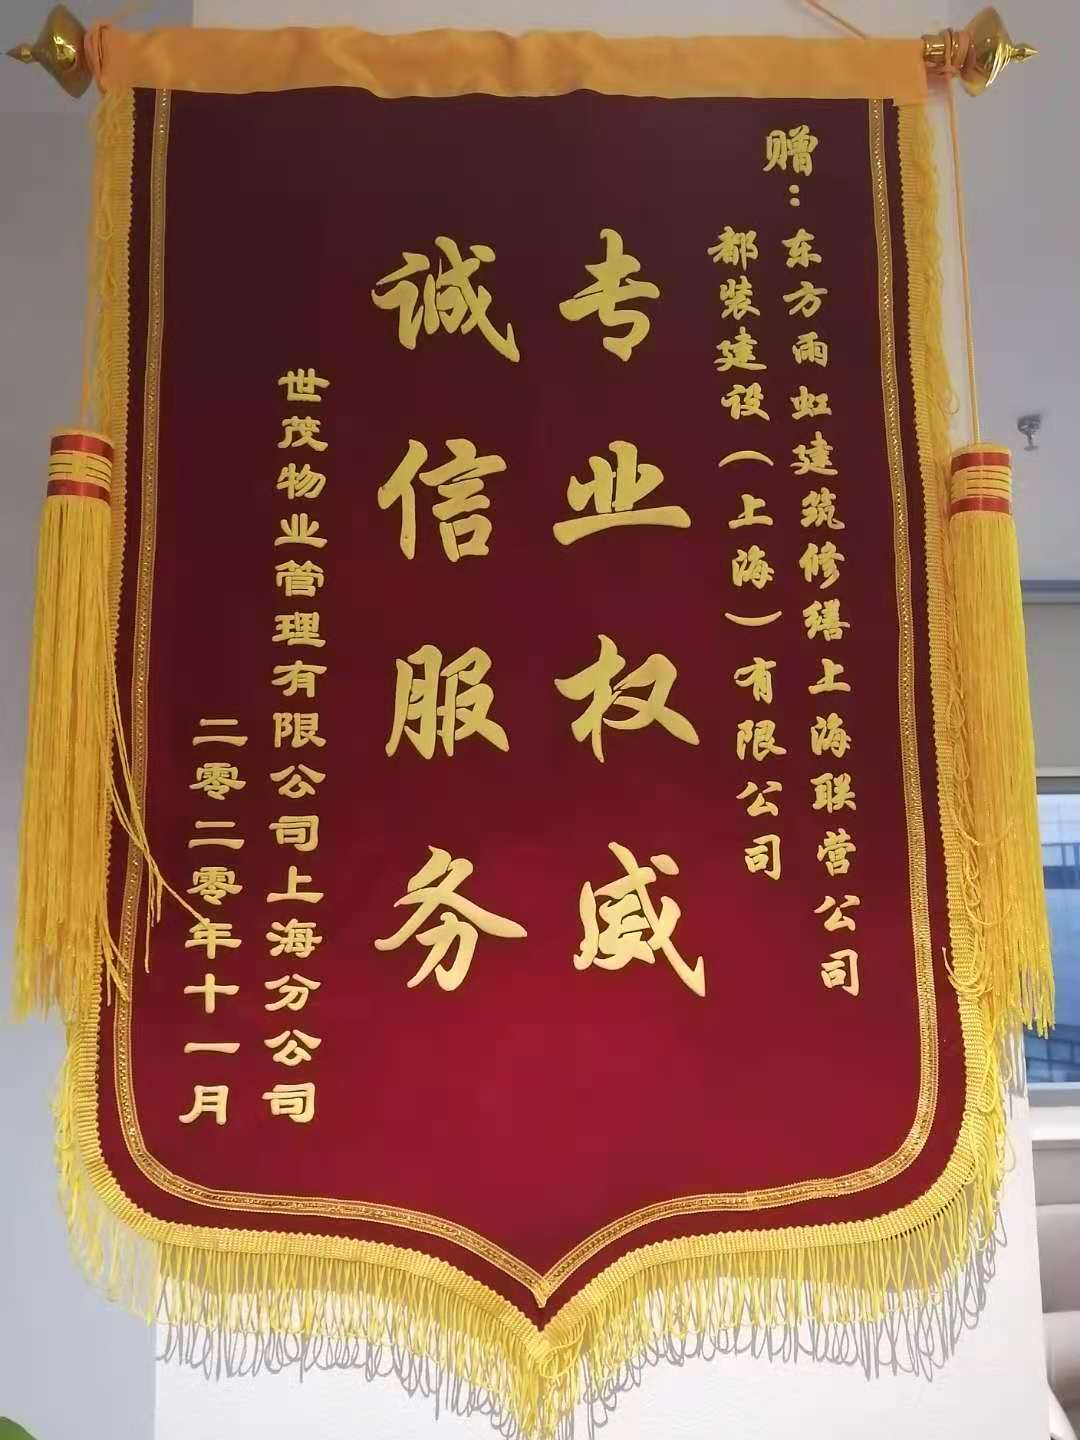 赠：
东方雨虹建筑修缮上海联营公司
都装建设（上海）有限公司
专业权威
诚信服务
世茂物业管理有限公司上海分公司
二零二零年十一月